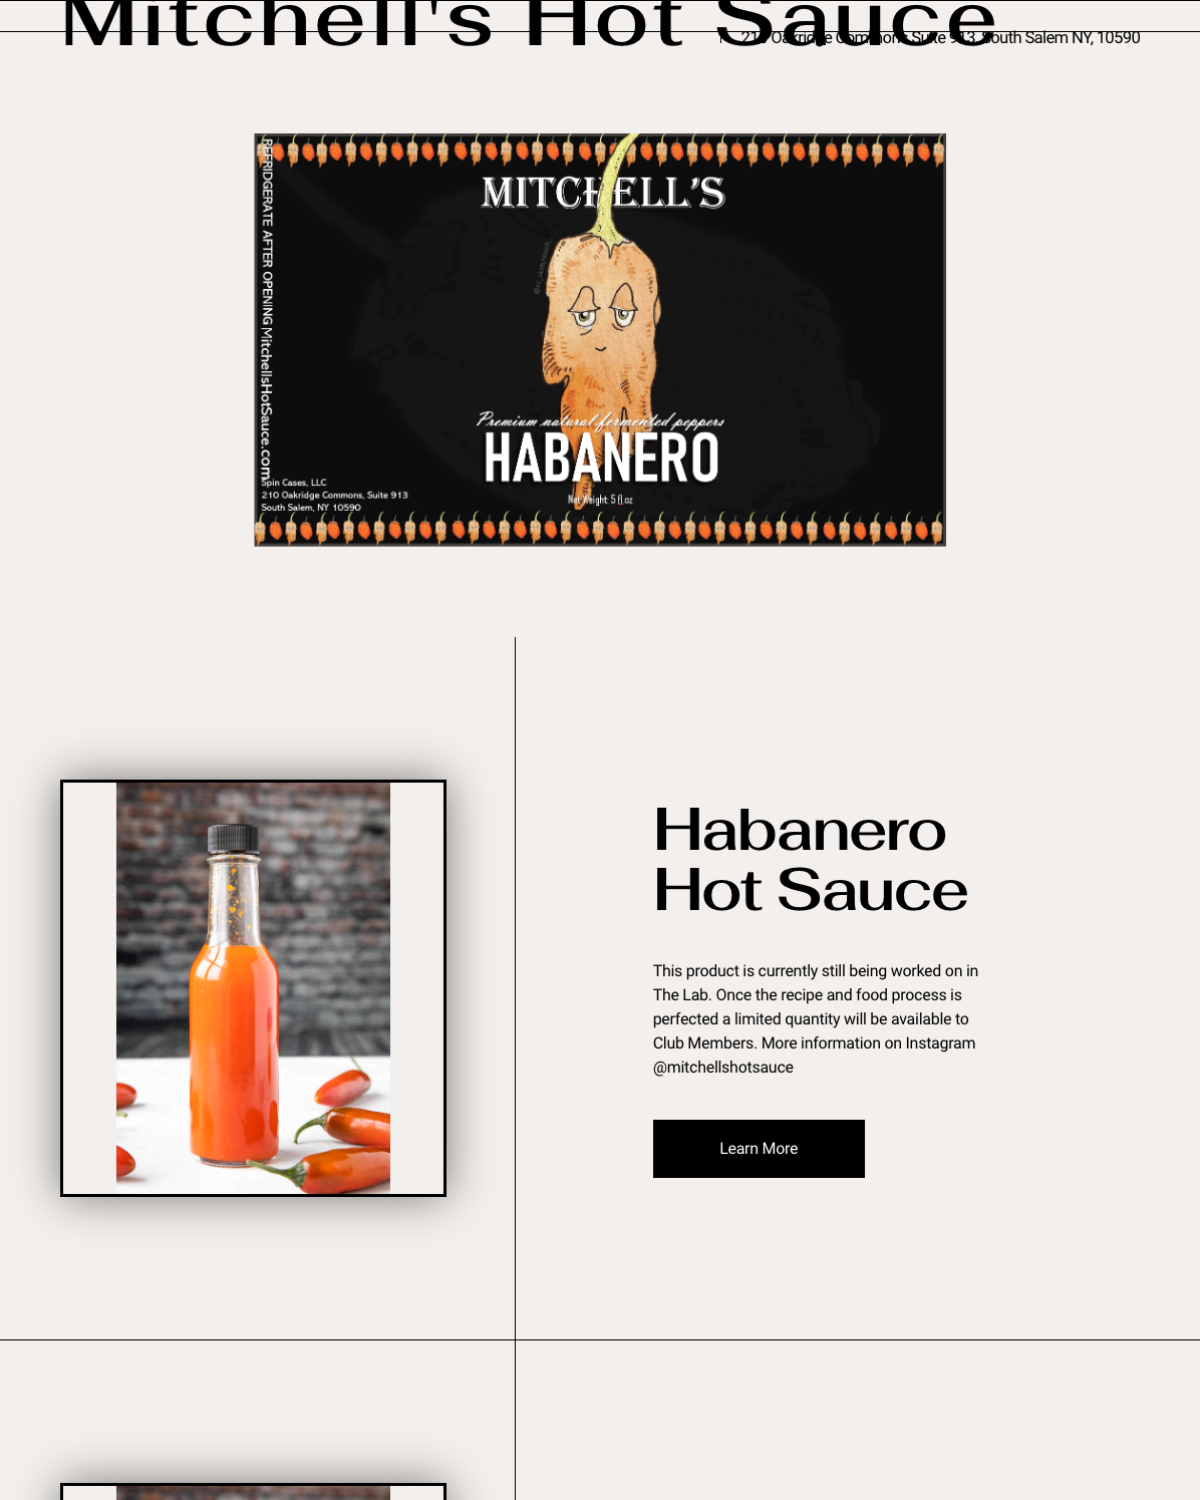 Mitchell's Hot Sauce
210 Oakridge Commons Suite 913, South Salem NY, 10590
MITCHELL'S
REFRIDGERATE AFTER OPENING
MitchellsHotSauce.com
Premium natural fermented peppers
HABANERO
Net Weight: 5 fl oz
Spin Cases, LLC
210 Oakridge Commons, Suite 913
South Salem, NY 10590
Habanero
Hot Sauce
This product is currently still being worked on in
The Lab. Once the recipe and food process is
perfected a limited quantity will be available to
Club Members. More information on Instagram
@mitchellshotsauce
Learn More